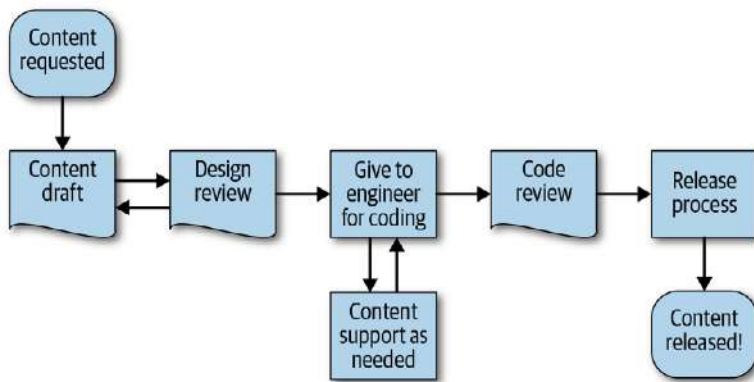 Content
requested
Content
draft
Design
review
Give to
engineer
for coding
Code
review
Release
process
Content
support as
needed
Content
released!